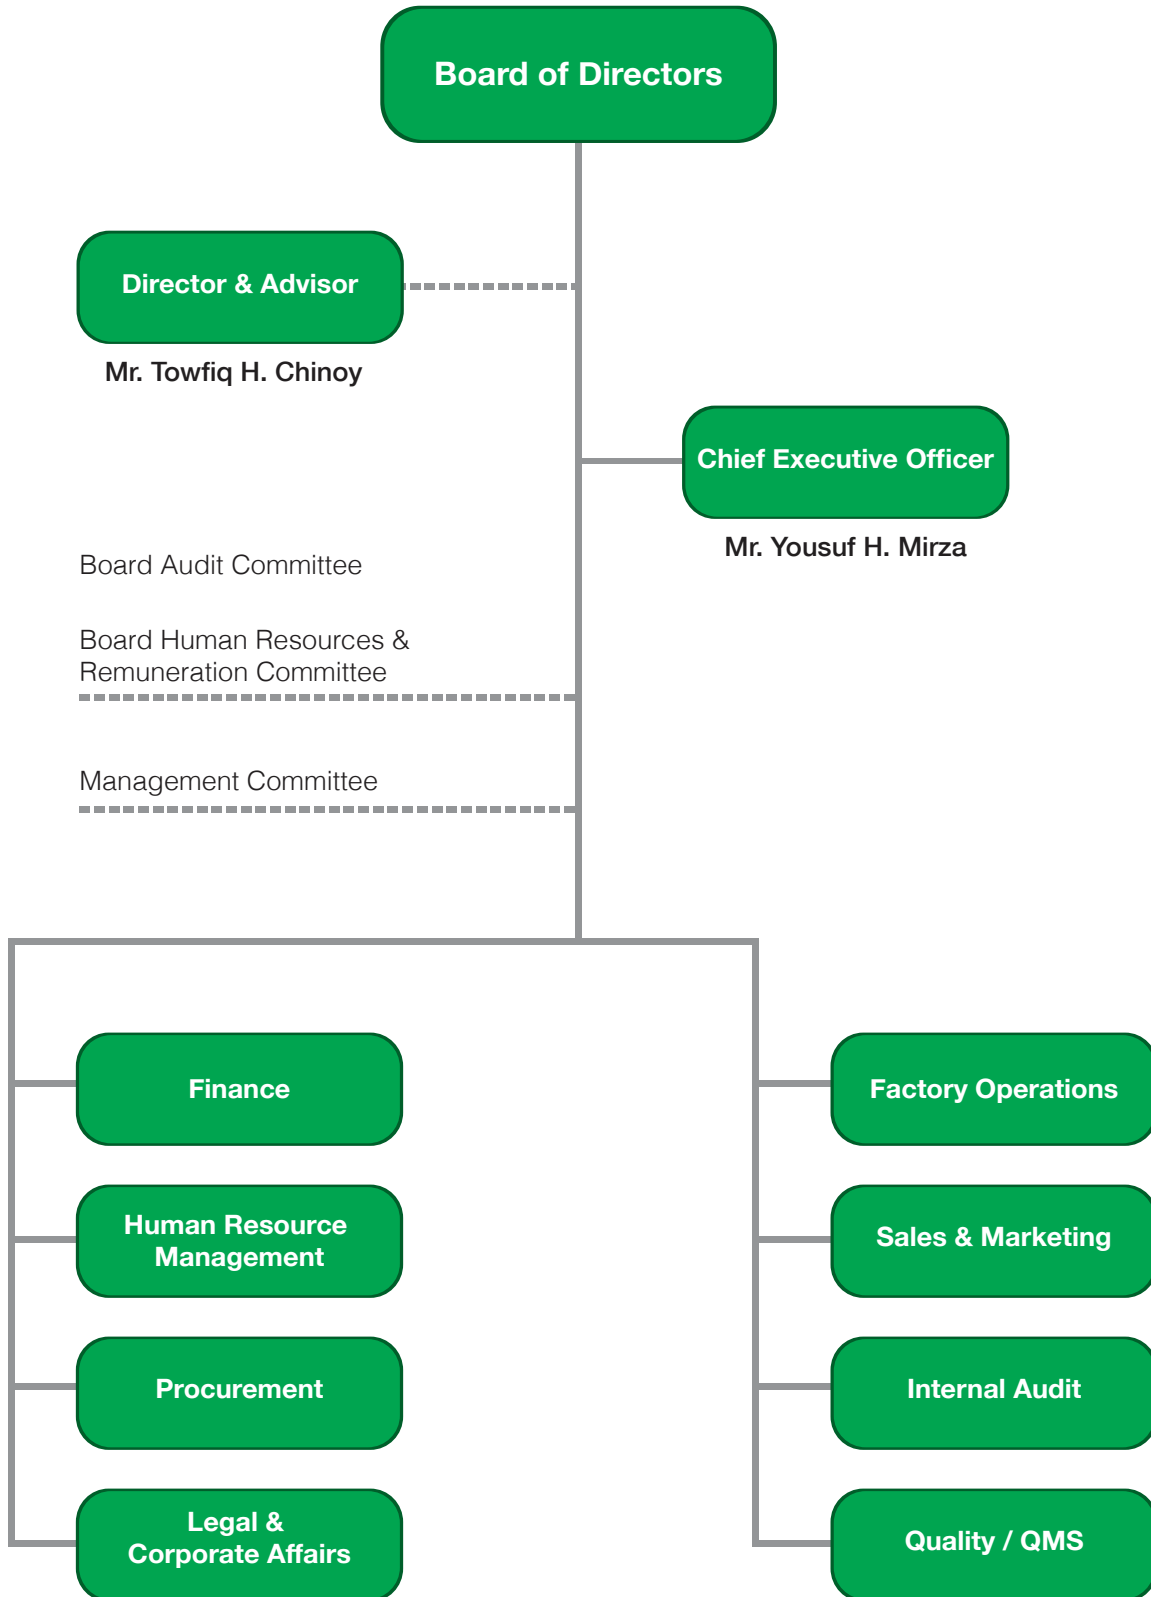 Board of Directors
Director & Advisor
Mr. Towfiq H. Chinoy
Chief Executive Officer
Mr. Yousuf H. Mirza
Board Audit Committee
Board Human Resources &
Remuneration Committee
Management Committee
Finance
Human Resource
Management
Procurement
Legal &
Corporate Affairs
Factory Operations
Sales & Marketing
Internal Audit
Quality / QMS